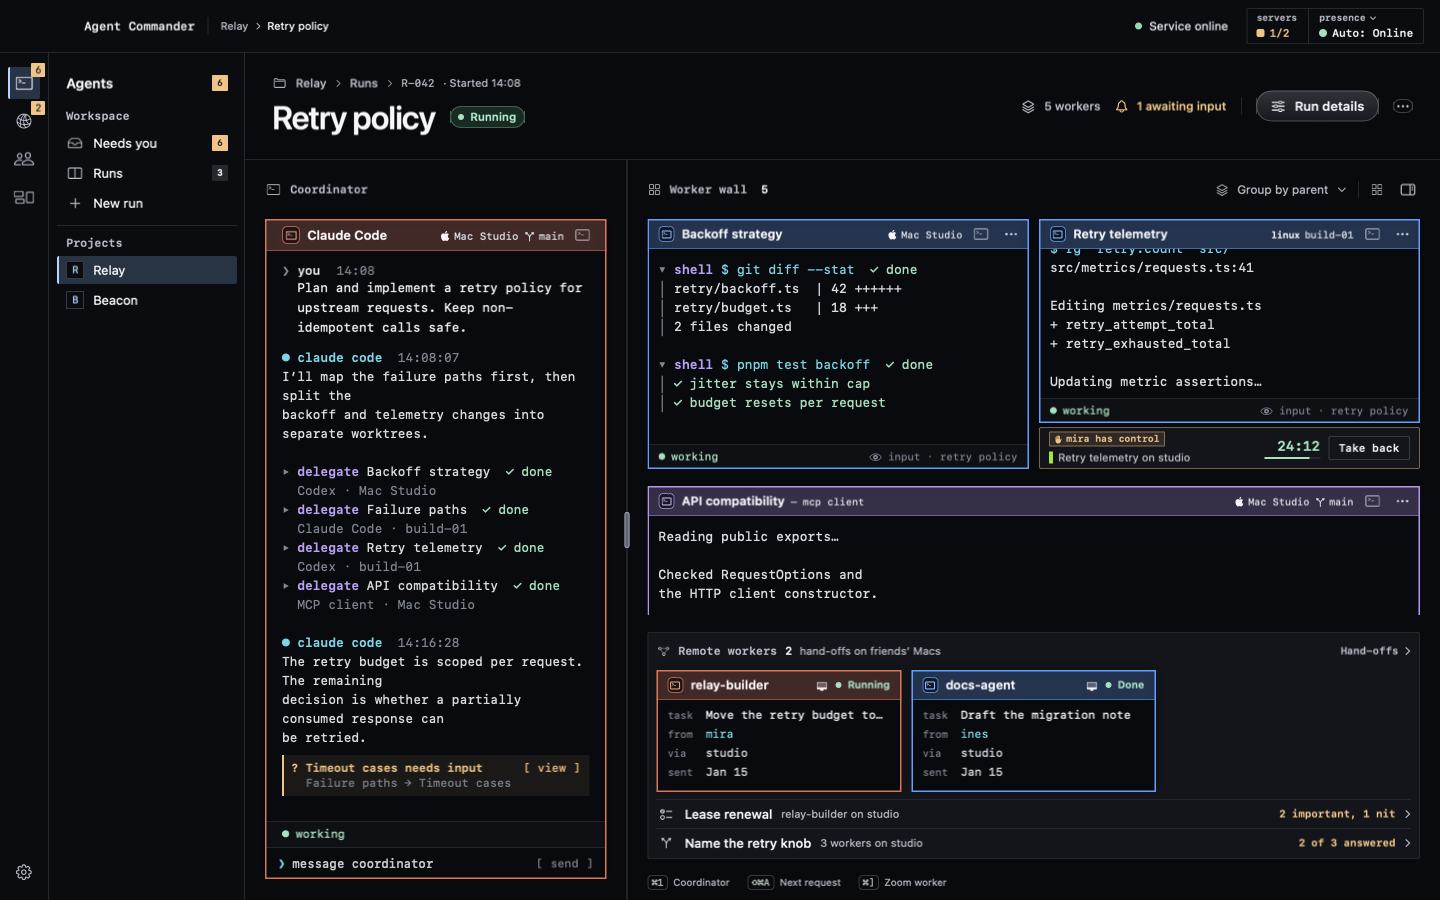 Agent Commander
Relay > Retry policy
Service online
servers
1/2
presence
Auto: Online
6
2
Agents 6
Workspace
Needs you 6
Runs 3
+ New run
Projects
R Relay
B Beacon
Relay > Runs > R-042 · Started 14:08
Retry policy
Running
5 workers
1 awaiting input
Run details
Coordinator
Claude Code
Mac Studio main
❯ you 14:08
Plan and implement a retry policy for
upstream requests. Keep non-
idempotent calls safe.
claude code 14:08:07
I'll map the failure paths first, then
split the
backoff and telemetry changes into
separate worktrees.
▸ delegate Backoff strategy ✓ done
Codex · Mac Studio
▸ delegate Failure paths ✓ done
Claude Code · build-01
▸ delegate Retry telemetry ✓ done
Codex · build-01
▸ delegate API compatibility ✓ done
MCP client · Mac Studio
claude code 14:16:28
The retry budget is scoped per request.
The remaining
decision is whether a partially
consumed response can
be retried.
? Timeout cases needs input [ view ]
Failure paths → Timeout cases
working
❯ message coordinator [ send ]
Worker wall 5
Group by parent
Backoff strategy
Mac Studio
▾ shell $ git diff --stat ✓ done
retry/backoff.ts | 42 ++++++
retry/budget.ts | 18 +++
2 files changed
▾ shell $ pnpm test backoff ✓ done
✓ jitter stays within cap
✓ budget resets per request
working
input · retry policy
Retry telemetry
linux build-01
$ rg 'retry.count' src/
src/metrics/requests.ts:41
Editing metrics/requests.ts
+ retry_attempt_total
+ retry_exhausted_total
Updating metric assertions…
working
input · retry policy
mira has control
Retry telemetry on studio
24:12
Take back
API compatibility — mcp client
Mac Studio main
Reading public exports…
Checked RequestOptions and
the HTTP client constructor.
Remote workers 2 hand-offs on friends' Macs
Hand-offs >
relay-builder
Running
task Move the retry budget to…
from mira
via studio
sent Jan 15
docs-agent
Done
task Draft the migration note
from ines
via studio
sent Jan 15
Lease renewal relay-builder on studio
2 important, 1 nit >
Name the retry knob 3 workers on studio
2 of 3 answered >
⌘1 Coordinator
⇧⌘A Next request
⌘] Zoom worker